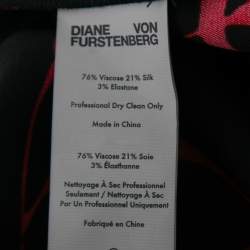 DIANE VON
FURSTENBERG
76% Viscose 21% Silk
3% Elastane
Professional Dry Clean Only
Made in China
76% Viscose 21% Soie
3% Élasthanne
Nettoyage À Sec Professionnel
Seulement / Nettoyage À Sec
Par Un Professionnel Uniquement
Fabriqué en Chine